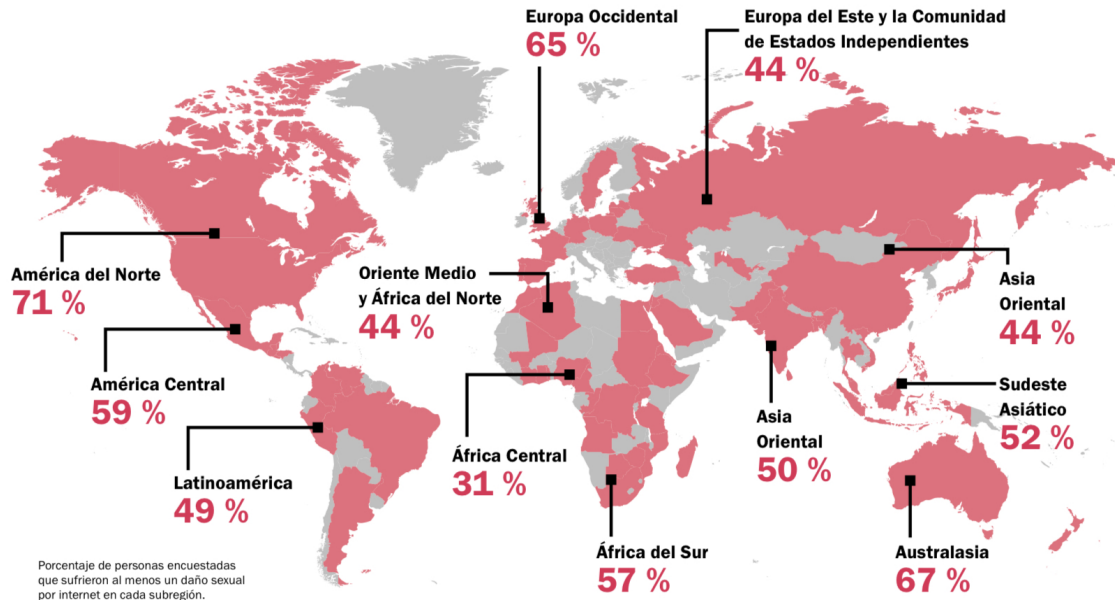 Europa Occidental
65 %
Europa del Este y la Comunidad
de Estados Independientes
44 %
América del Norte
71 %
Oriente Medio
y África del Norte
44 %
Asia
Oriental
44 %
América Central
59 %
Sudeste
Asiático
52 %
Asia
Oriental
50 %
África Central
31 %
Latinoamérica
49 %
África del Sur
57 %
Australasia
67 %
Porcentaje de personas encuestadas
que sufrieron al menos un daño sexual
por internet en cada subregión.